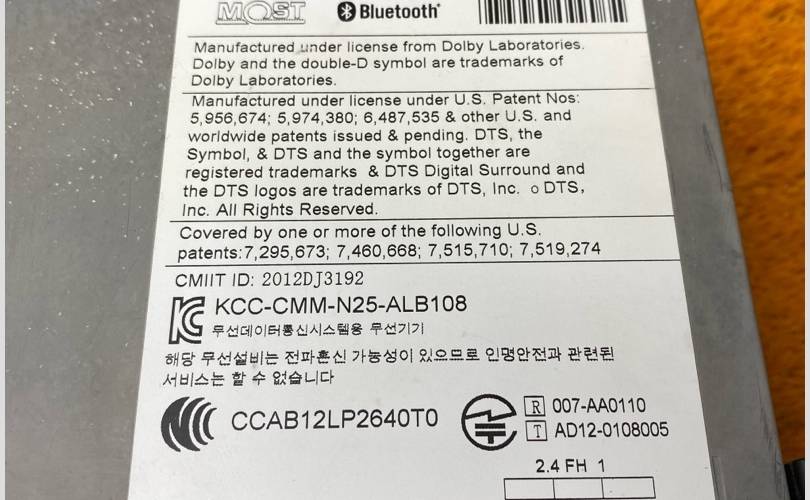 MOST Bluetooth
Manufactured under license from Dolby Laboratories.
Dolby and the double-D symbol are trademarks of
Dolby Laboratories.
Manufactured under license under U.S. Patent Nos:
5,956,674; 5,974,380; 6,487,535 & other U.S. and
worldwide patents issued & pending. DTS, the
Symbol, & DTS and the symbol together are
registered trademarks & DTS Digital Surround and
the DTS logos are trademarks of DTS, Inc. o DTS,
Inc. All Rights Reserved.
Covered by one or more of the following U.S.
patents:7,295,673; 7,460,668; 7,515,710; 7,519,274
CMIIT ID: 2012DJ3192
KCC-CMM-N25-ALB108
무선데이터통신시스템용 무선기기
해당 무선설비는 전파혼신 가능성이 있으므로 인명안전과 관련된
서비스는 할 수 없습니다
CCAB12LP2640T0
R 007-AA0110
T AD12-0108005
2.4 FH 1